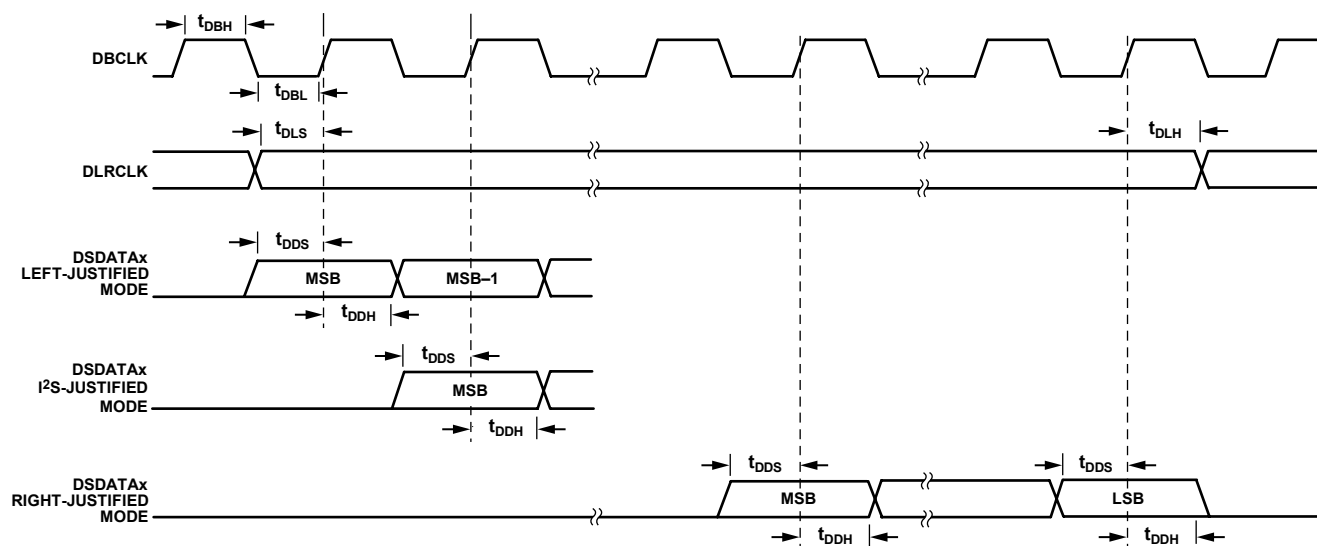 tDBH
DBCLK
tDBL
tDLS
tDLH
DLRCLK
tDDS
DSDATAx
LEFT-JUSTIFIED
MODE
MSB
MSB–1
tDDH
tDDS
DSDATAx
I2S-JUSTIFIED
MODE
MSB
tDDH
tDDS
tDDS
DSDATAx
RIGHT-JUSTIFIED
MODE
MSB
LSB
tDDH
tDDH